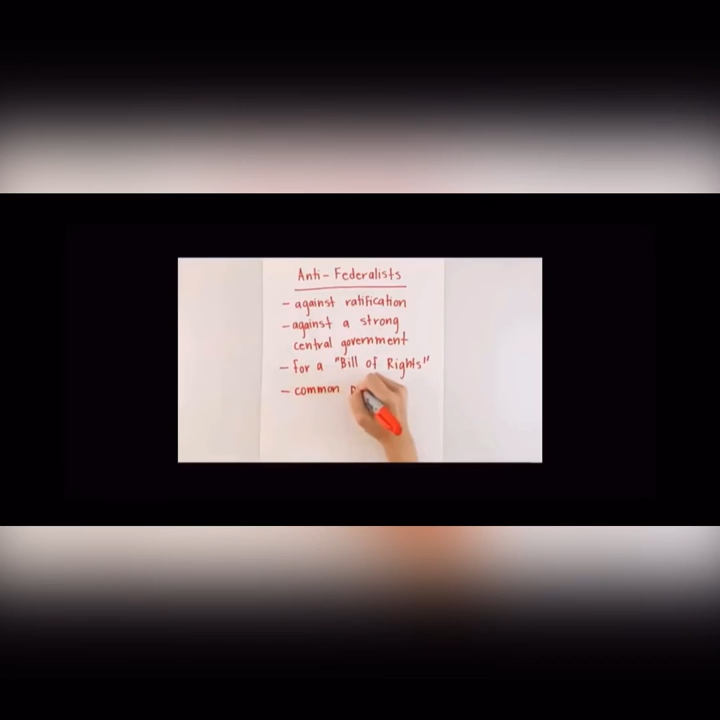 Anti-Federalists
- against ratification
- against a strong
central government
- for a "Bill of Rights"
- common